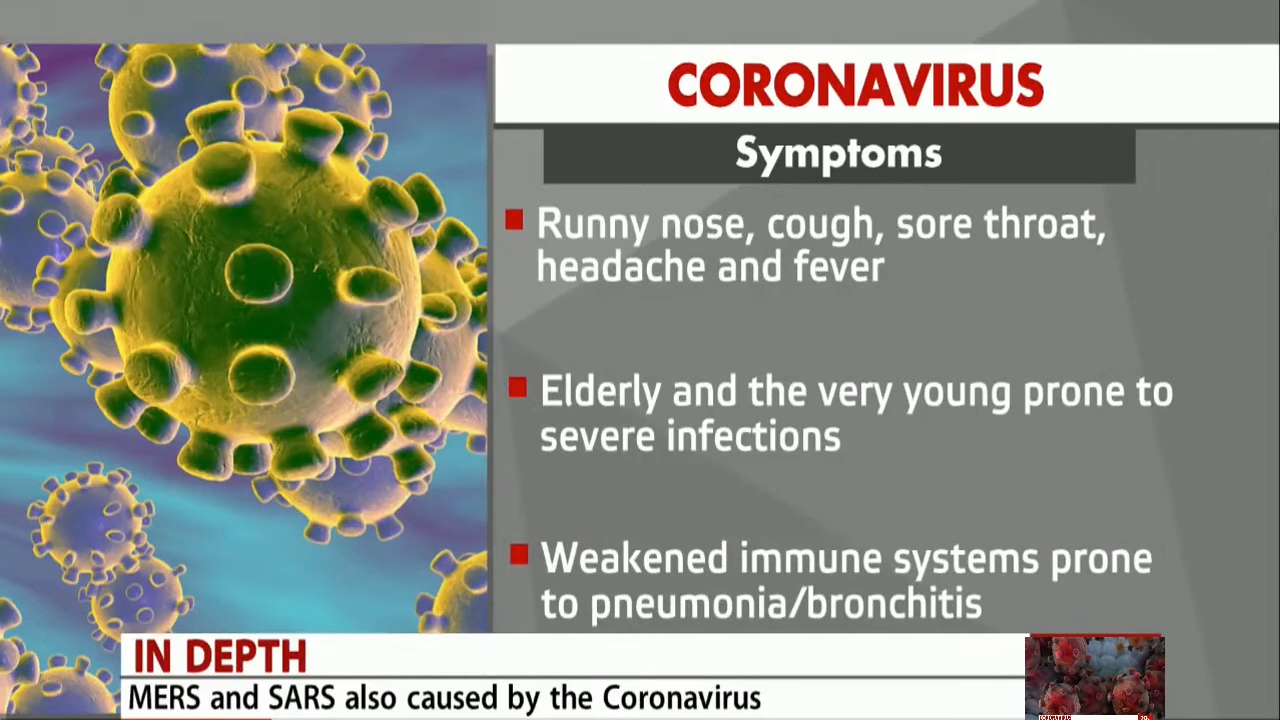 CORONAVIRUS
Symptoms
Runny nose, cough, sore throat,
headache and fever
Elderly and the very young prone to
severe infections
Weakened immune systems prone
to pneumonia/bronchitis
IN DEPTH
MERS and SARS also caused by the Coronavirus
CORONAVIRUS